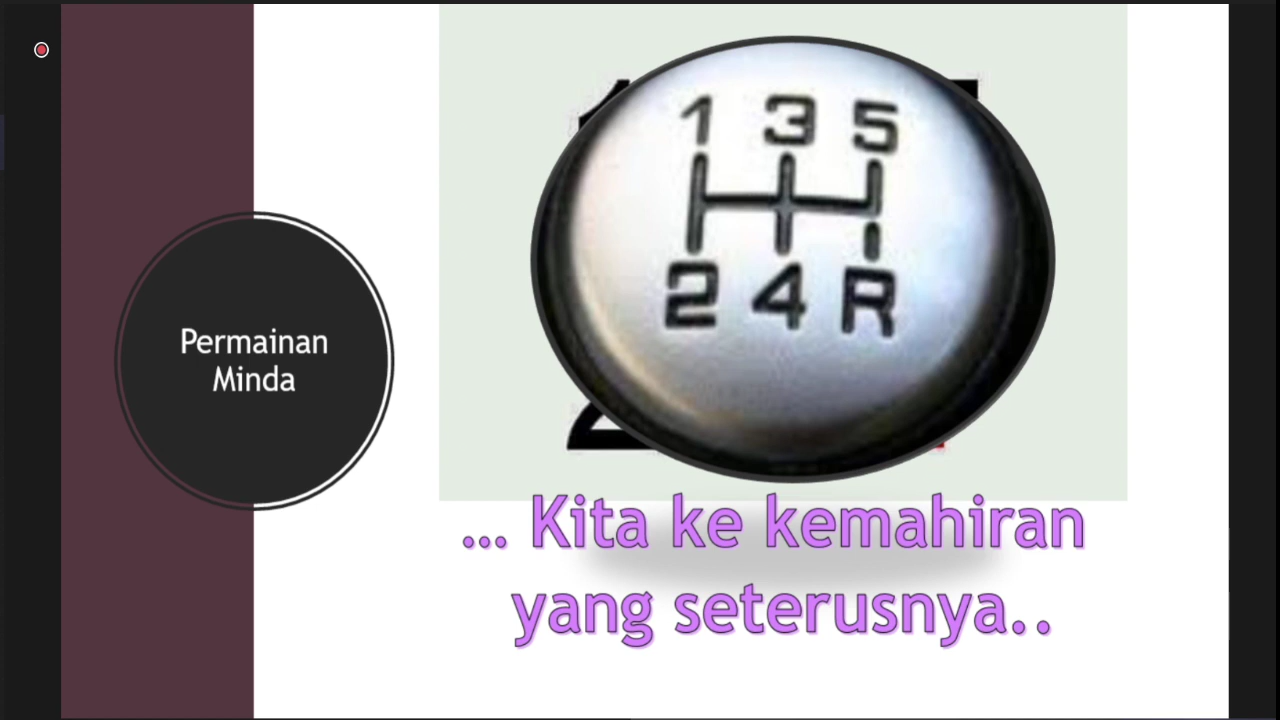 Permainan
Minda
1 3 5
2 4 R
... Kita ke kemahiran
yang seterusnya..